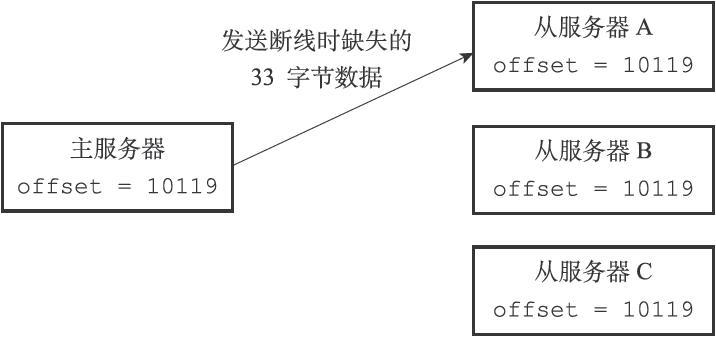 发送断线时缺失的
33 字节数据
主服务器
offset = 10119
从服务器 A
offset = 10119
从服务器 B
offset = 10119
从服务器 C
offset = 10119